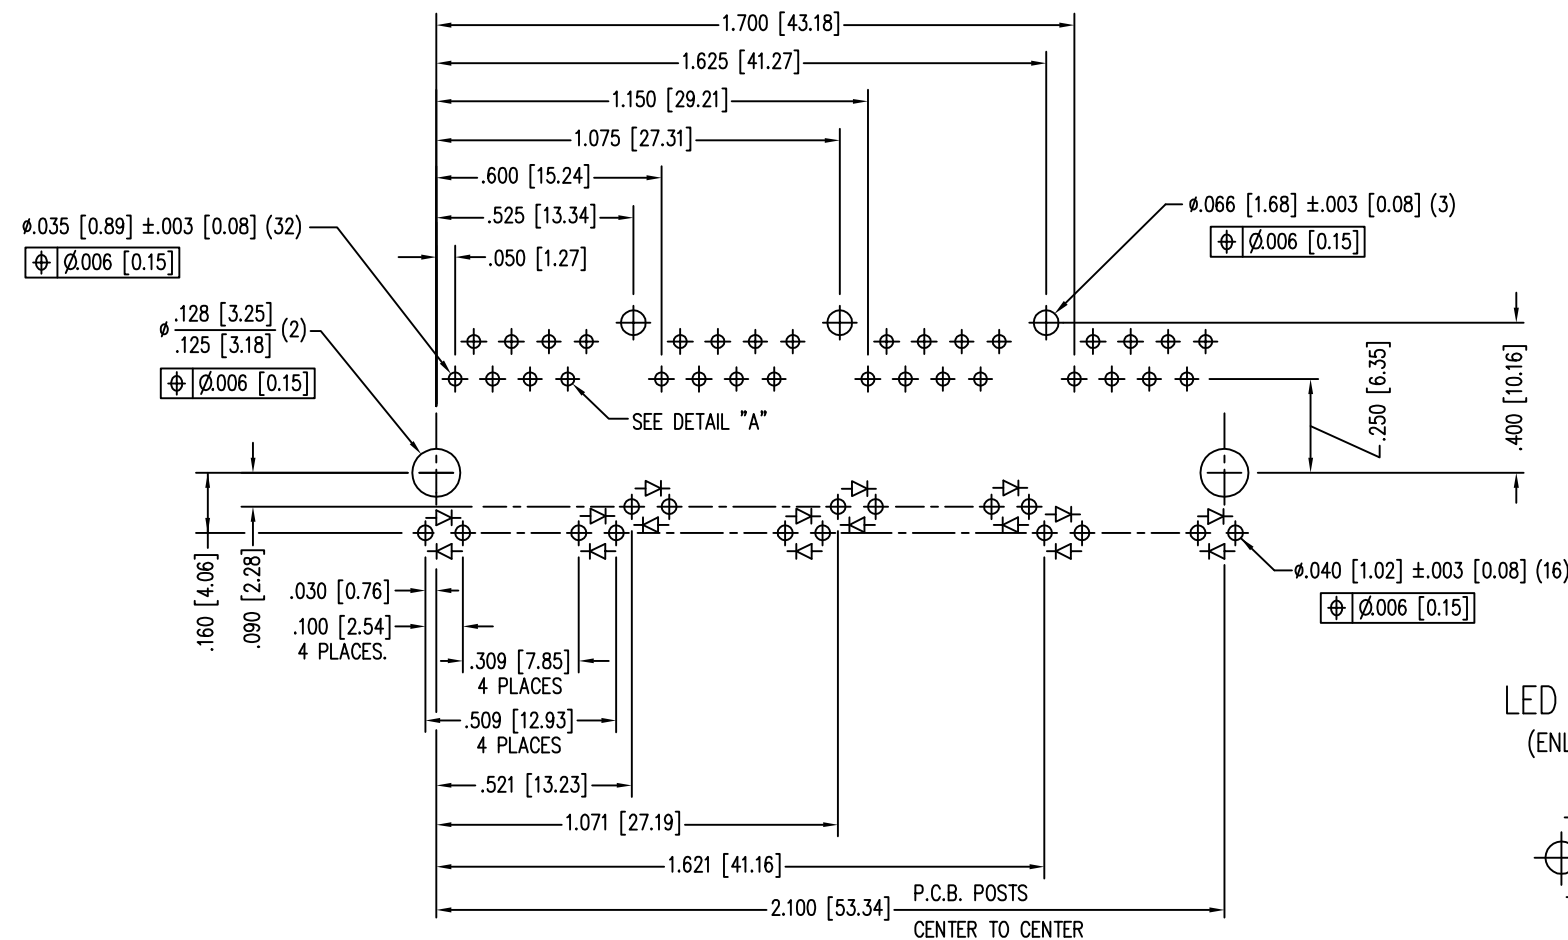 1.700 [43.18]
1.625 [41.27]
1.150 [29.21]
1.075 [27.31]
.600 [15.24]
.525 [13.34]
.050 [1.27]
ø.035 [0.89] ±.003 [0.08] (32)
Ø.006 [0.15]
ø.066 [1.68] ±.003 [0.08] (3)
Ø.006 [0.15]
ø .128 [3.25]
.125 [3.18] (2)
Ø.006 [0.15]
SEE DETAIL "A"
.250 [6.35]
.400 [10.16]
.160 [4.06]
.090 [2.28]
.030 [0.76]
.100 [2.54]
4 PLACES.
.309 [7.85]
4 PLACES
.509 [12.93]
4 PLACES
.521 [13.23]
1.071 [27.19]
1.621 [41.16]
2.100 [53.34]
P.C.B. POSTS
CENTER TO CENTER
ø.040 [1.02] ±.003 [0.08] (16)
Ø.006 [0.15]
LED
(ENL